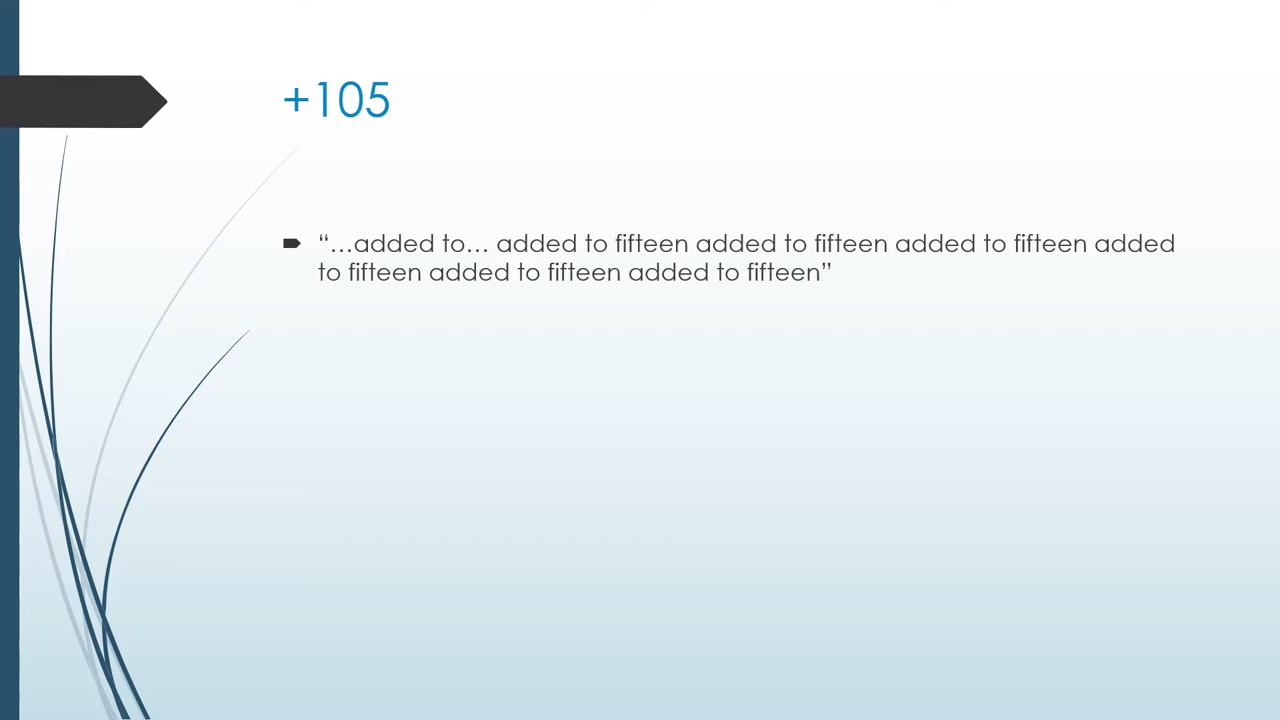 +105
“…added to… added to fifteen added to fifteen added to fifteen added
to fifteen added to fifteen added to fifteen”